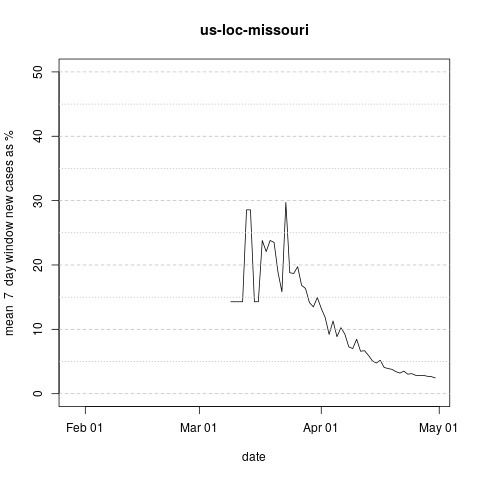 us-loc-missouri
mean 7 day window new cases as %
50
40
30
20
10
0
Feb 01
Mar 01
Apr 01
May 01
date